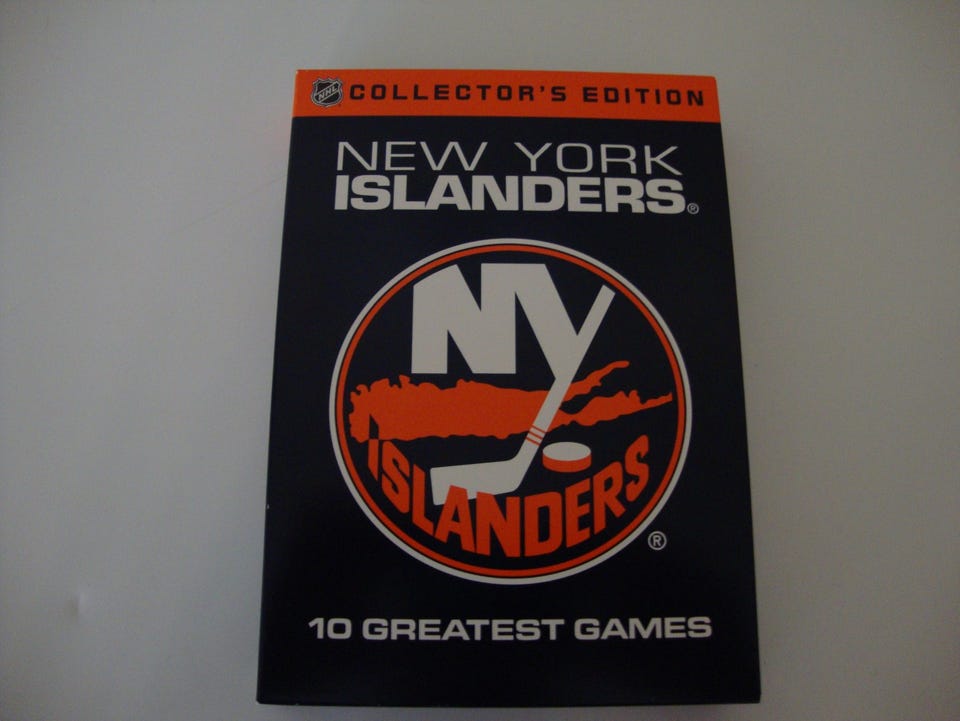 NHL COLLECTOR'S EDITION
NEW YORK
ISLANDERS®
NY
ISLANDERS
®
10 GREATEST GAMES